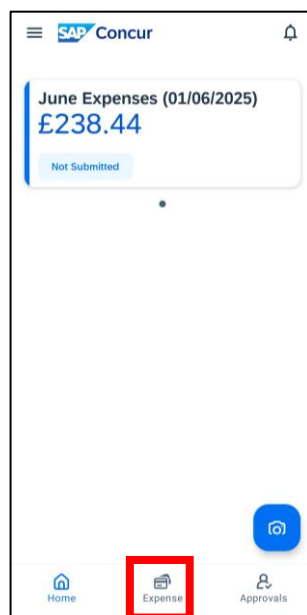 SAP Concur
June Expenses (01/06/2025)
£238.44
Not Submitted
Home Expense Approvals